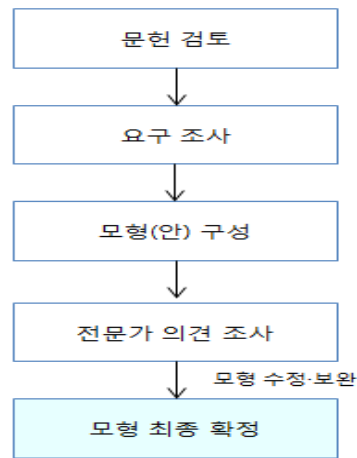 문헌 검토
요구 조사
모형(안) 구성
전문가 의견 조사
모형 수정·보완
모형 최종 확정